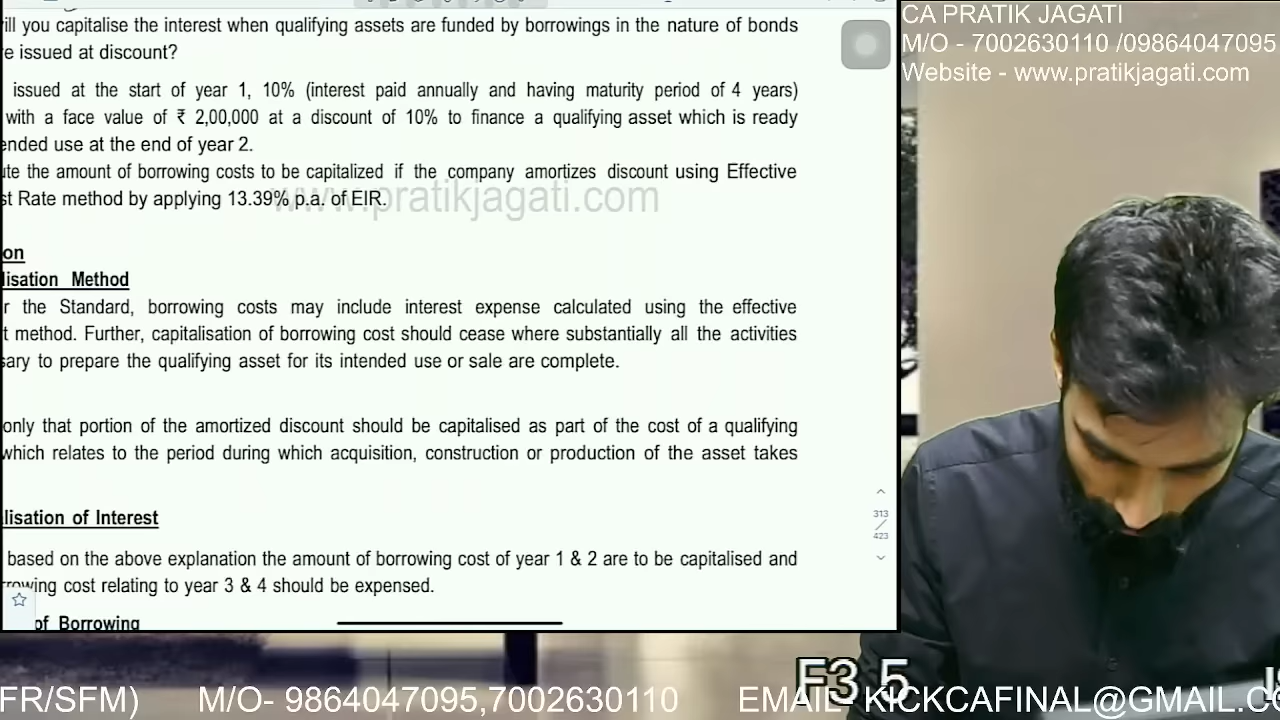 ill you capitalise the interest when qualifying assets are funded by borrowings in the nature of bonds
e issued at discount?
issued at the start of year 1, 10% (interest paid annually and having maturity period of 4 years)
with a face value of ₹ 2,00,000 at a discount of 10% to finance a qualifying asset which is ready
ended use at the end of year 2.
ute the amount of borrowing costs to be capitalized if the company amortizes discount using Effective
st Rate method by applying 13.39% p.a. of EIR.
www.pratikjagati.com
on
lisation Method
r the Standard, borrowing costs may include interest expense calculated using the effective
t method. Further, capitalisation of borrowing cost should cease where substantially all the activities
sary to prepare the qualifying asset for its intended use or sale are complete.
only that portion of the amortized discount should be capitalised as part of the cost of a qualifying
which relates to the period during which acquisition, construction or production of the asset takes
lisation of Interest
based on the above explanation the amount of borrowing cost of year 1 & 2 are to be capitalised and
rrowing cost relating to year 3 & 4 should be expensed.
of Borrowing
313
423
CA PRATIK JAGATI
M/O - 7002630110 /09864047095
Website - www.pratikjagati.com
F3 5
FR/SFM) M/O- 9864047095,7002630110 EMAIL KICKCAFINAL@GMAIL.CO